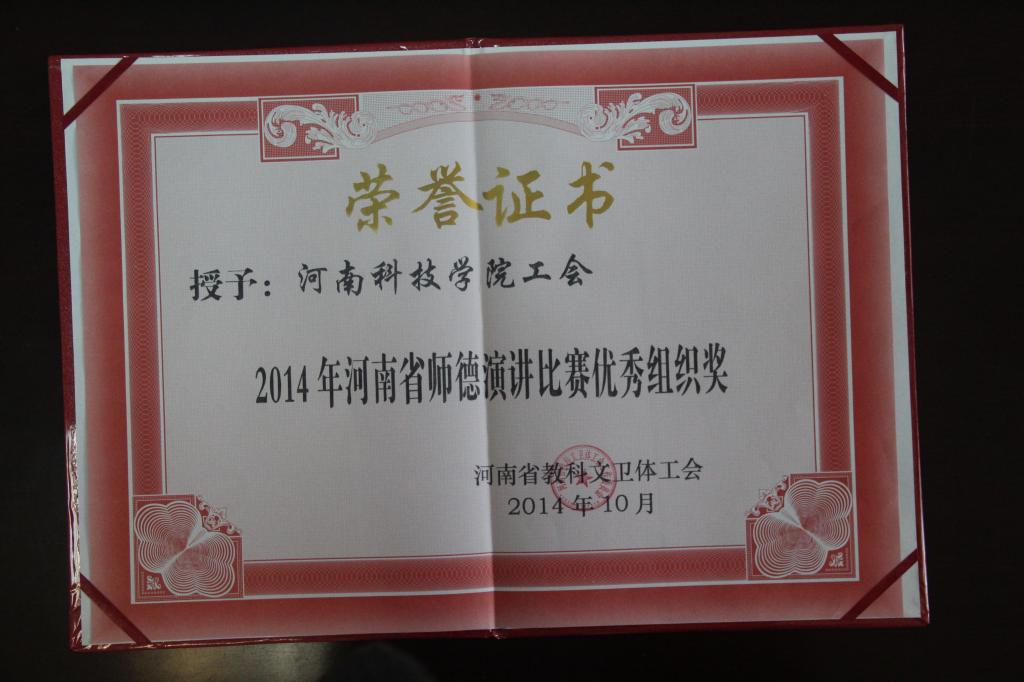 荣誉证书
授予：河南科技学院工会
2014年河南省师德演讲比赛优秀组织奖
河南省教科文卫体工会
2014年10月